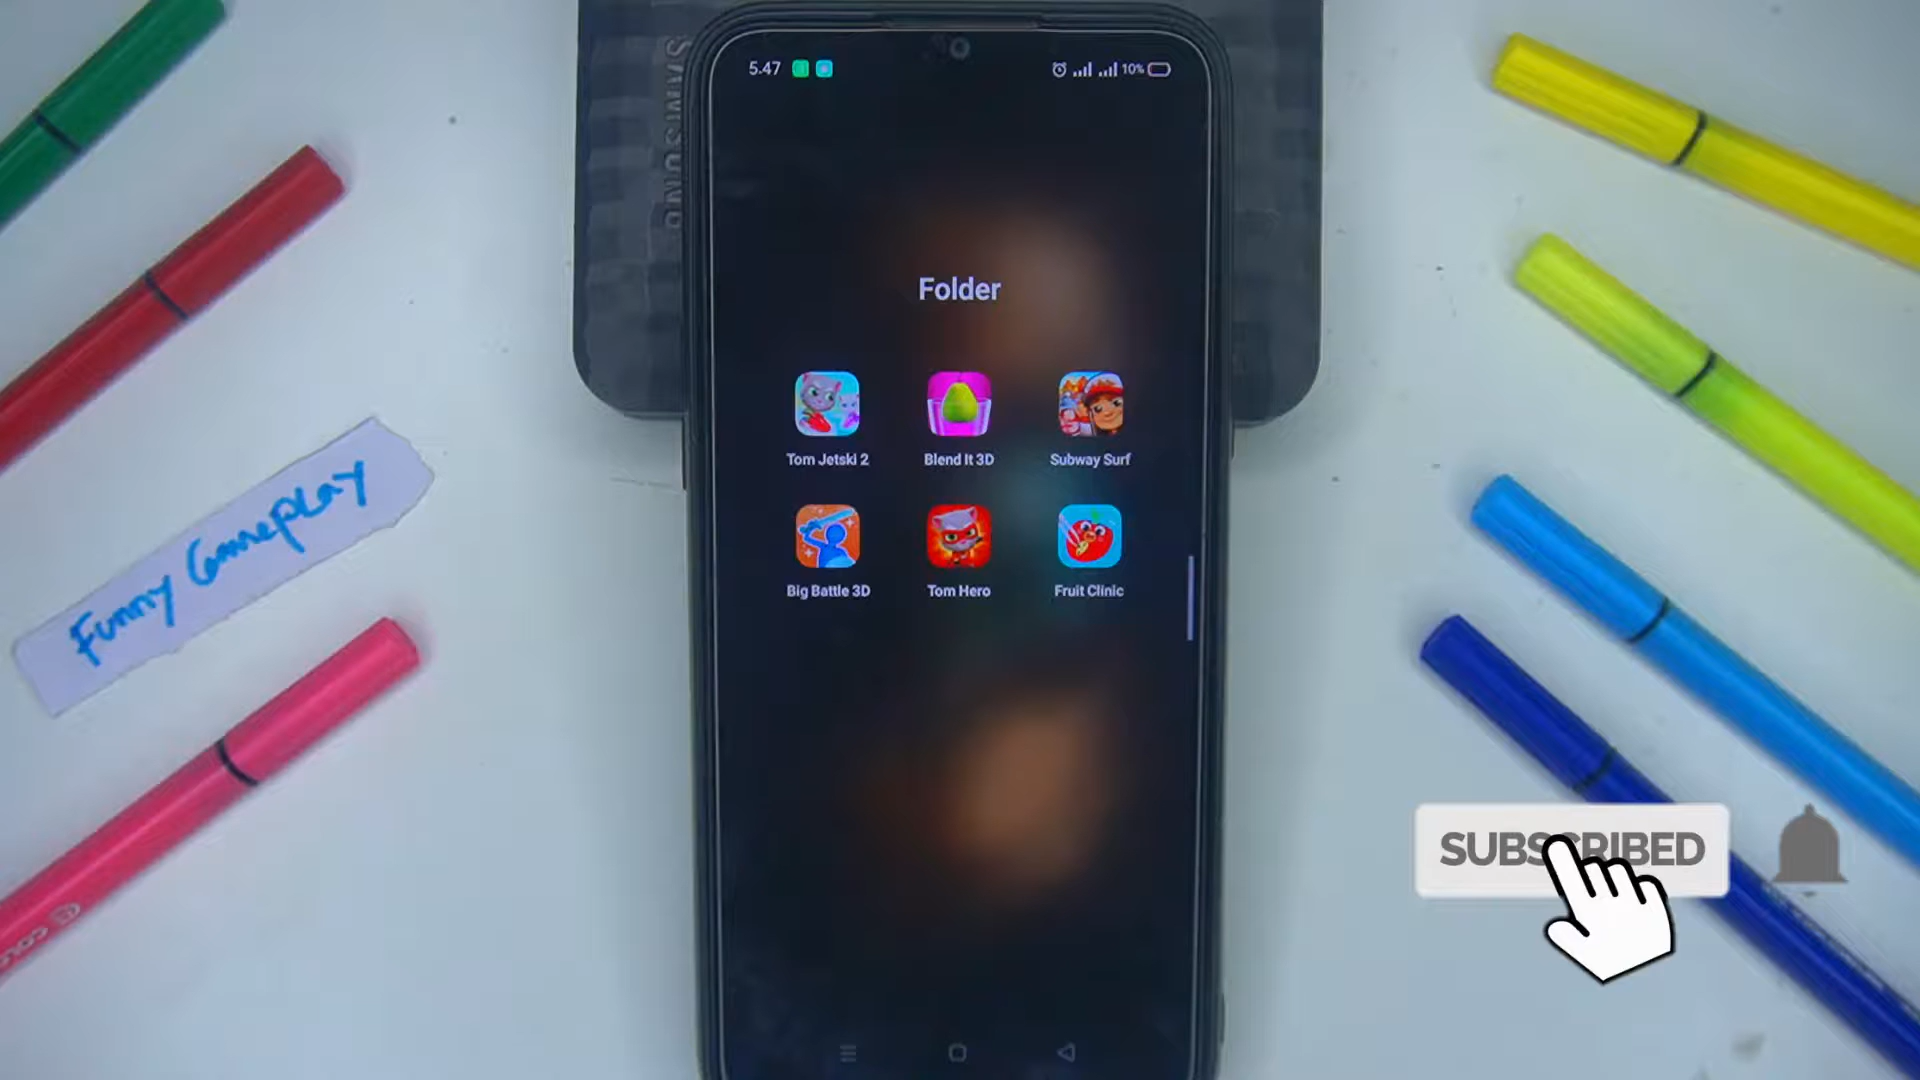 SAMSUNG
5.47
10%
Folder
Tom Jetski 2
Blend It 3D
Subway Surf
Big Battle 3D
Tom Hero
Fruit Clinic
Funny Gameplay
SUBSCRIBED